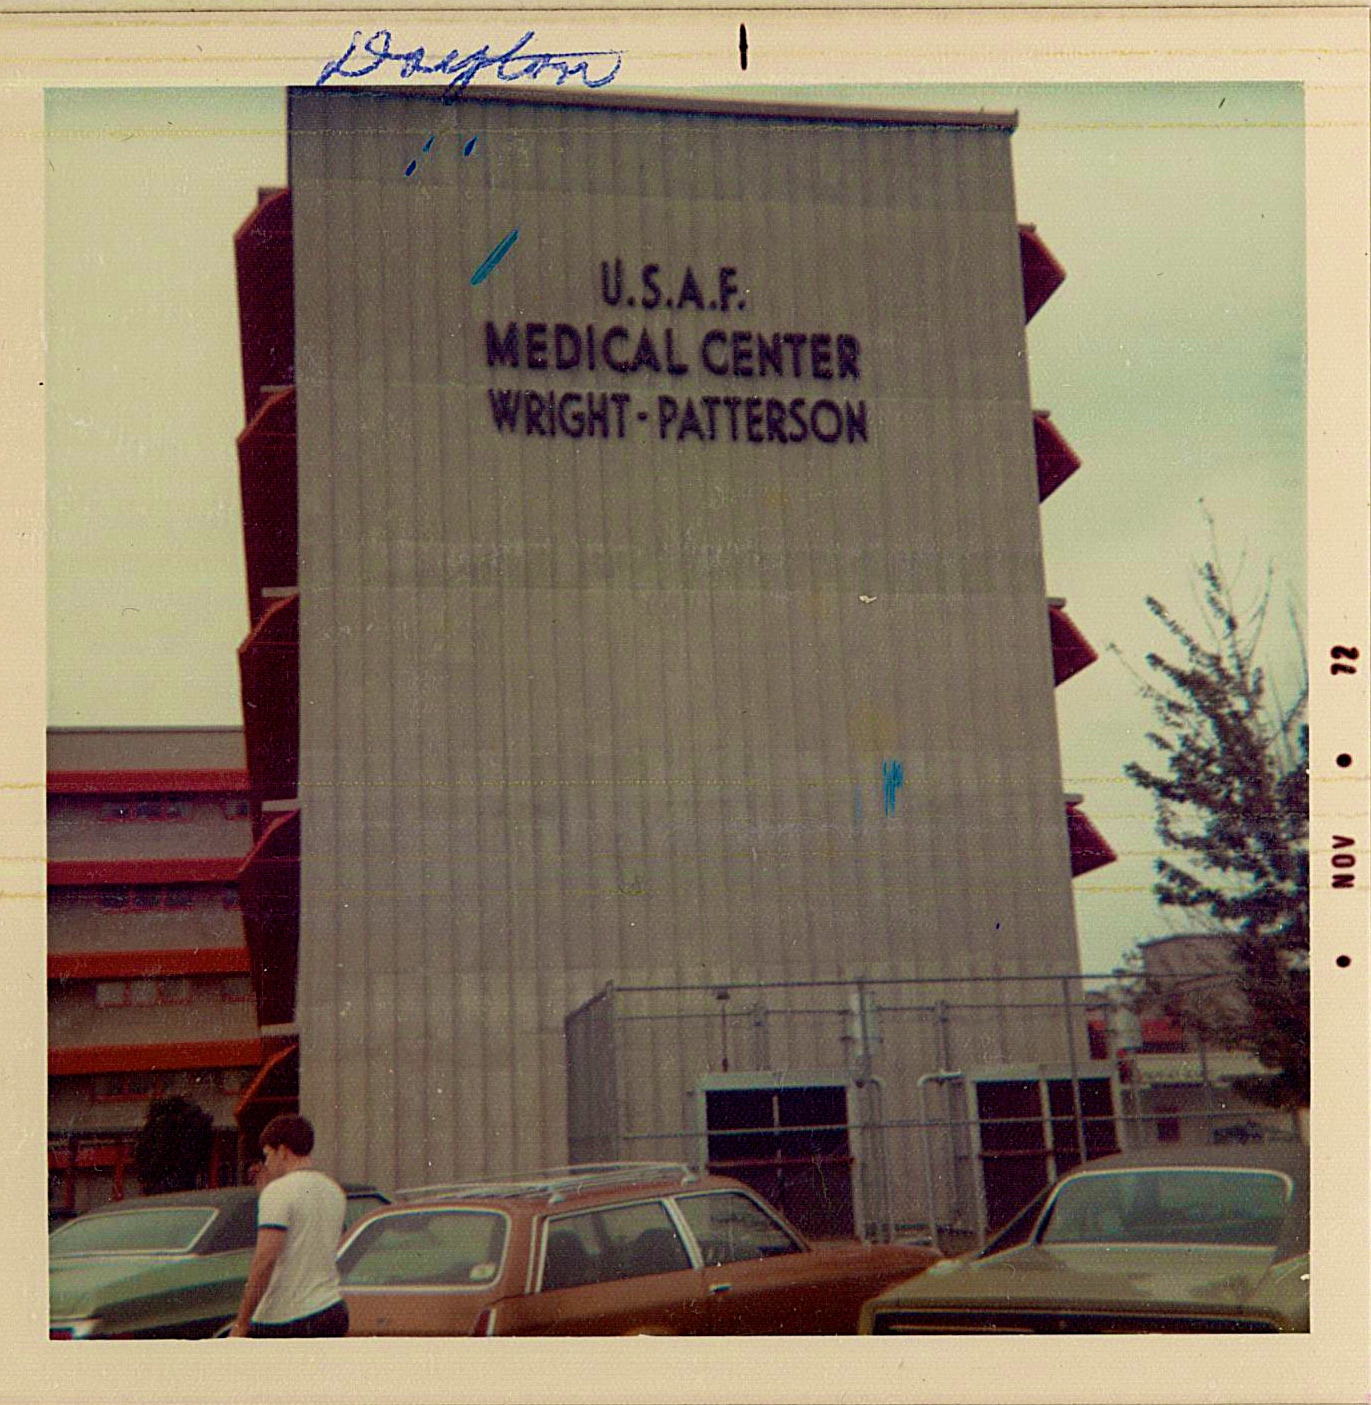 Dayton
U.S.A.F.
MEDICAL CENTER
WRIGHT-PATTERSON
• NOV • 72